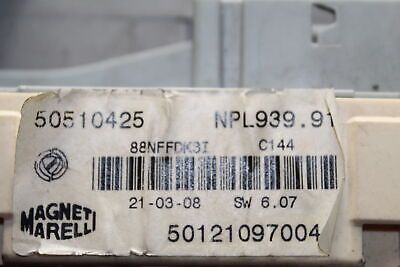 50510425 NPL939.91
88NFFDK3I C144
21-03-08 SW 6.07
MAGNETI
MARELLI
50121097004